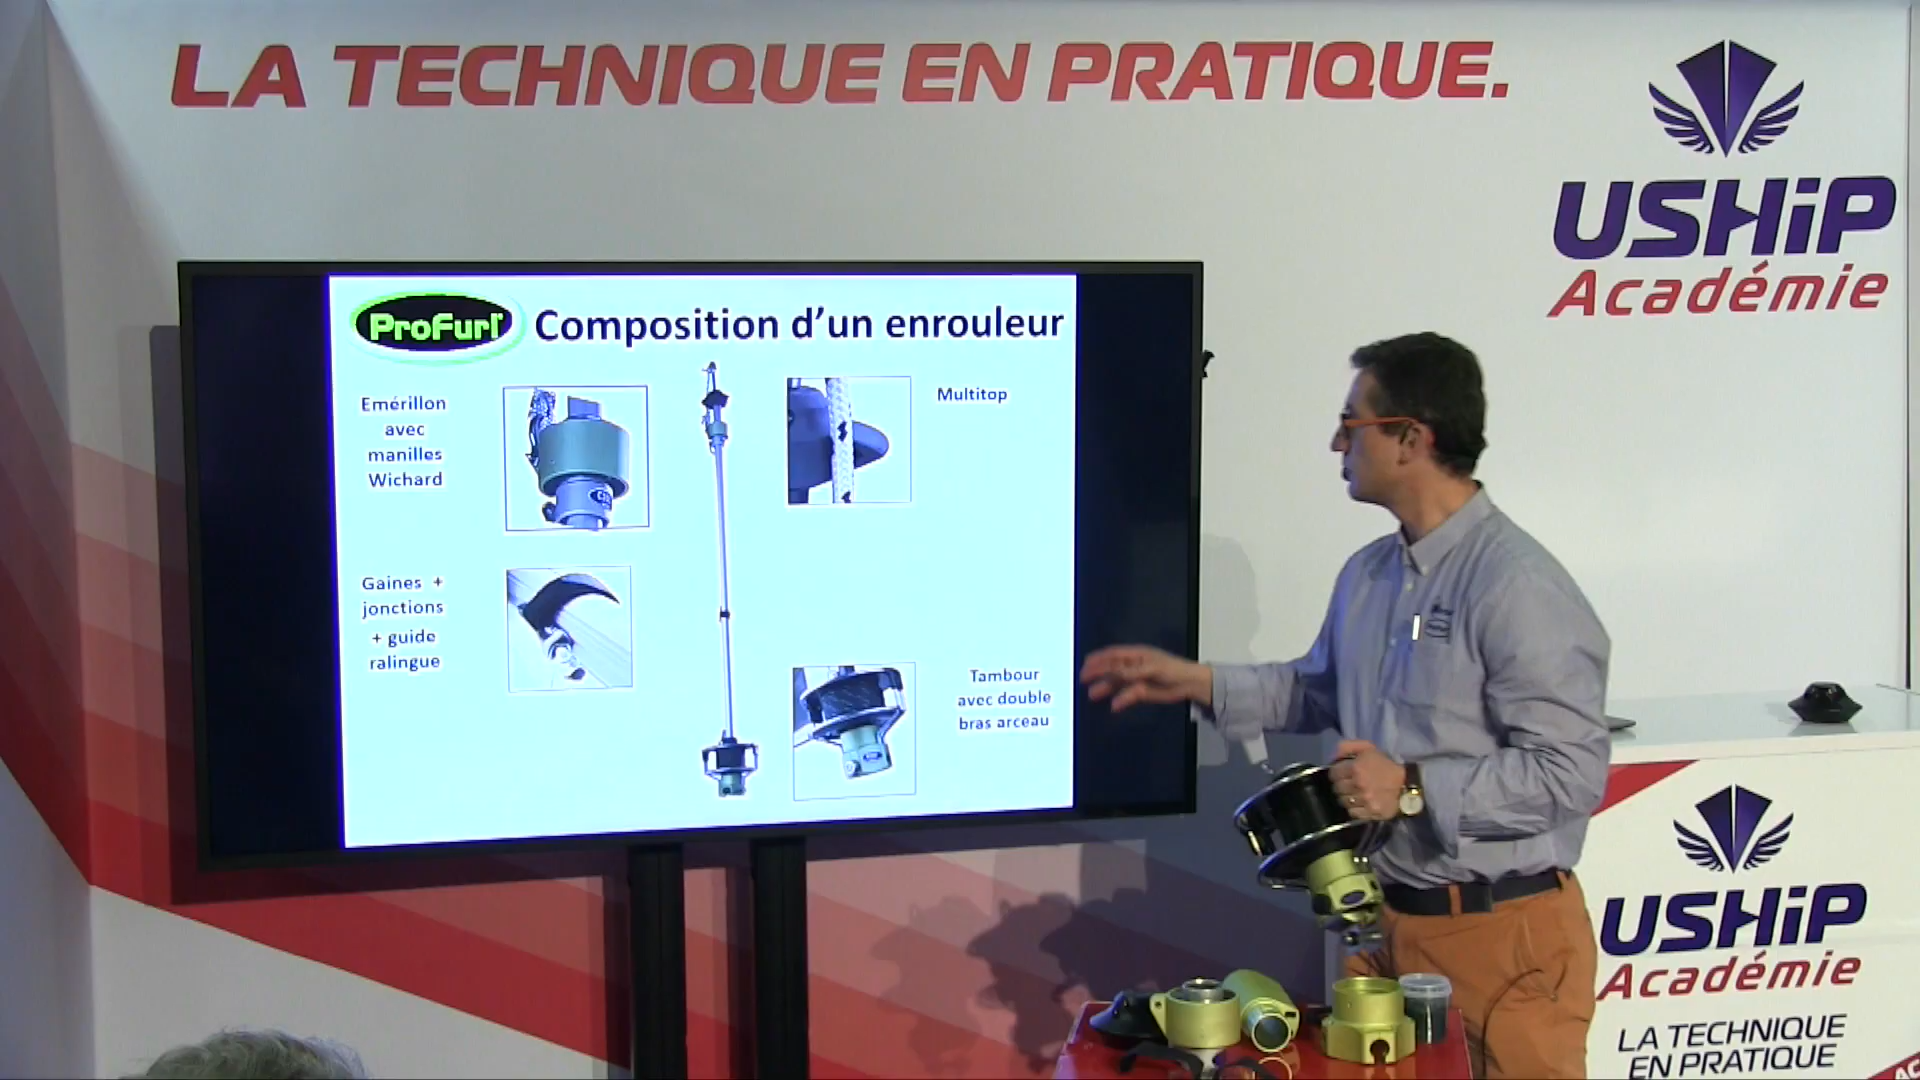 LA TECHNIQUE EN PRATIQUE.
USHiP
Académie
ProFurl
Composition d'un enrouleur
Emérillon
avec
manilles
Wichard
Multitop
Gaines +
jonctions
+ guide
ralingue
Tambour
avec double
bras arceau
USHiP
Académie
LA TECHNIQUE
EN PRATIQUE